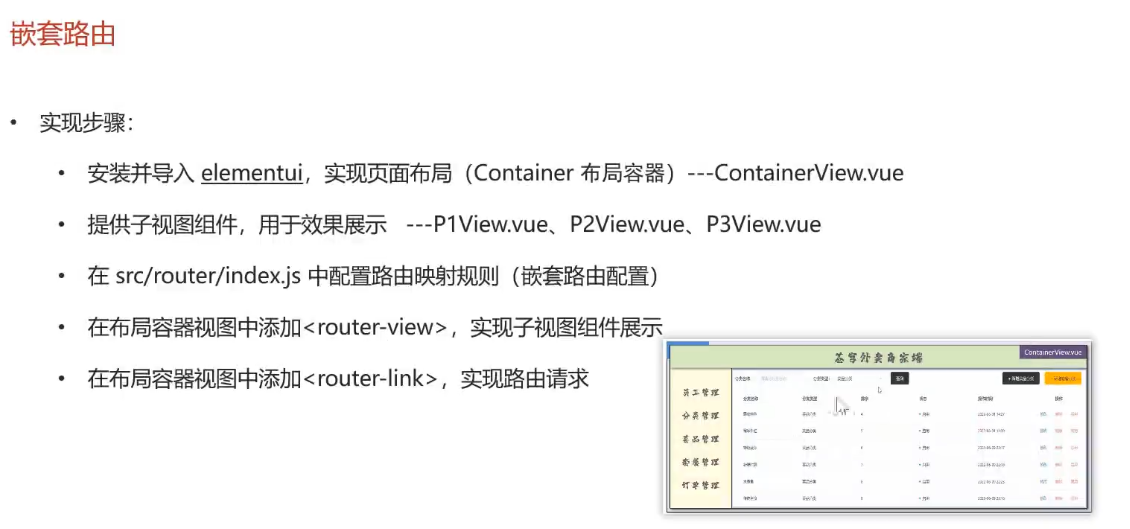 嵌套路由
• 实现步骤：
• 安装并导入 elementui，实现页面布局（Container 布局容器）---ContainerView.vue
• 提供子视图组件，用于效果展示 ---P1View.vue、P2View.vue、P3View.vue
• 在 src/router/index.js 中配置路由映射规则（嵌套路由配置）
• 在布局容器视图中添加<router-view>，实现子视图组件展示
• 在布局容器视图中添加<router-link>，实现路由请求
苍穹外卖商家端
ContainerView.vue
员工管理
分类管理
菜品管理
套餐管理
订单管理